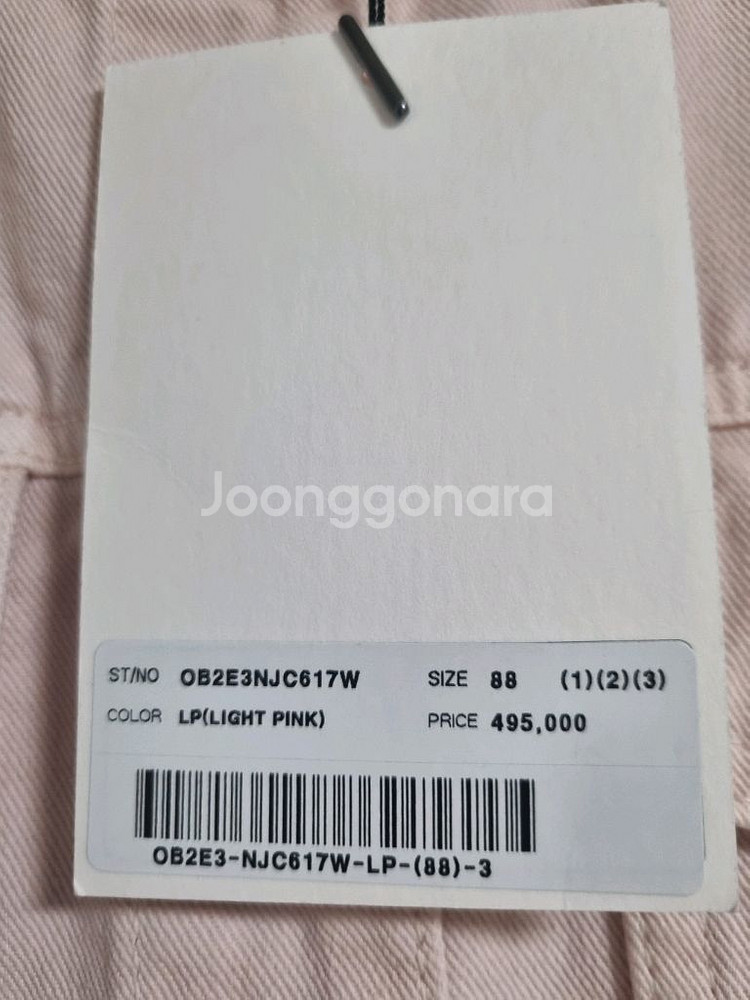 Joonggonara
ST/NO OB2E3NJC617W SIZE 88 (1)(2)(3)
COLOR LP(LIGHT PINK) PRICE 495,000
OB2E3-NJC617W-LP-(88)-3